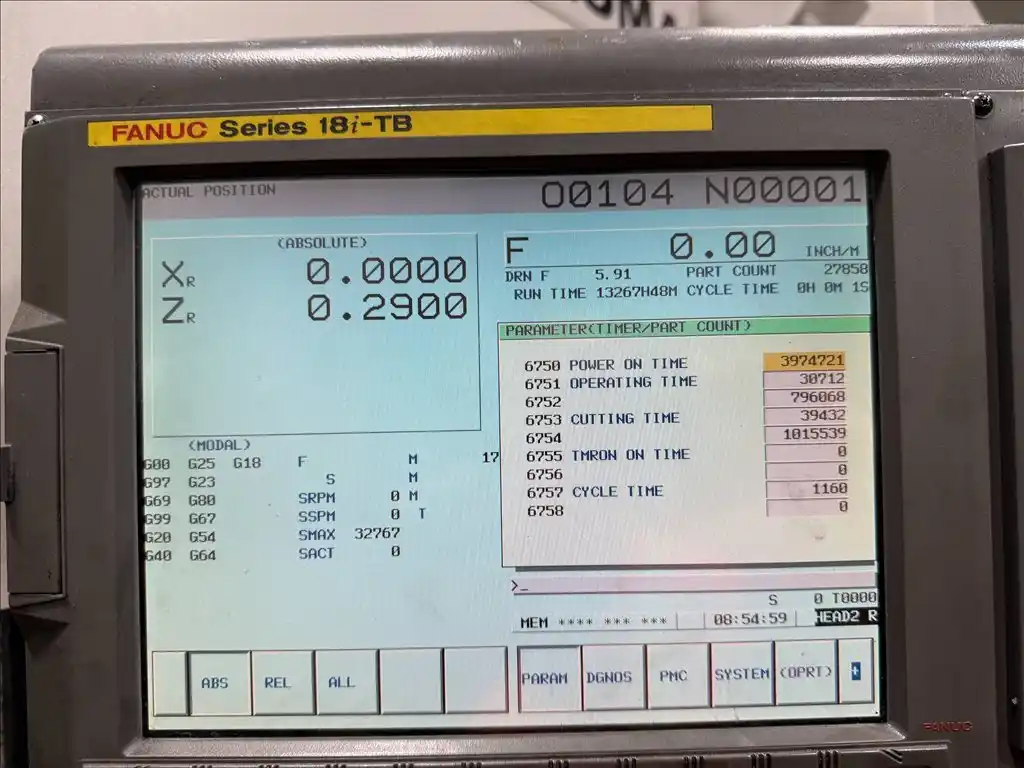 FANUC Series 18i-TB
ACTUAL POSITION
O0104 N00001
(ABSOLUTE)
XR 0.0000
ZR 0.2900
F 0.00 INCH/M
DRN F 5.91 PART COUNT 27858
RUN TIME 13267H48M CYCLE TIME 0H 0M 1S
PARAMETER(TIMER/PART COUNT)
6750 POWER ON TIME 3974721
6751 OPERATING TIME 30712
6752 796068
6753 CUTTING TIME 39432
6754 1015539
6755 TMRON ON TIME 0
6756 0
6757 CYCLE TIME 1160
6758 0
(MODAL)
G00 G25 G18 F M 17
G97 G23 S M
G69 G80 SRPM 0 M
G99 G67 SSPM 0 T
G20 G54 SMAX 32767
G40 G64 SACT 0
>_
S 0 T0000
MEM **** *** *** 08:54:59 HEAD2 R
ABS REL ALL PARAM DGNOS PMC SYSTEM (OPRT) +
FANUC